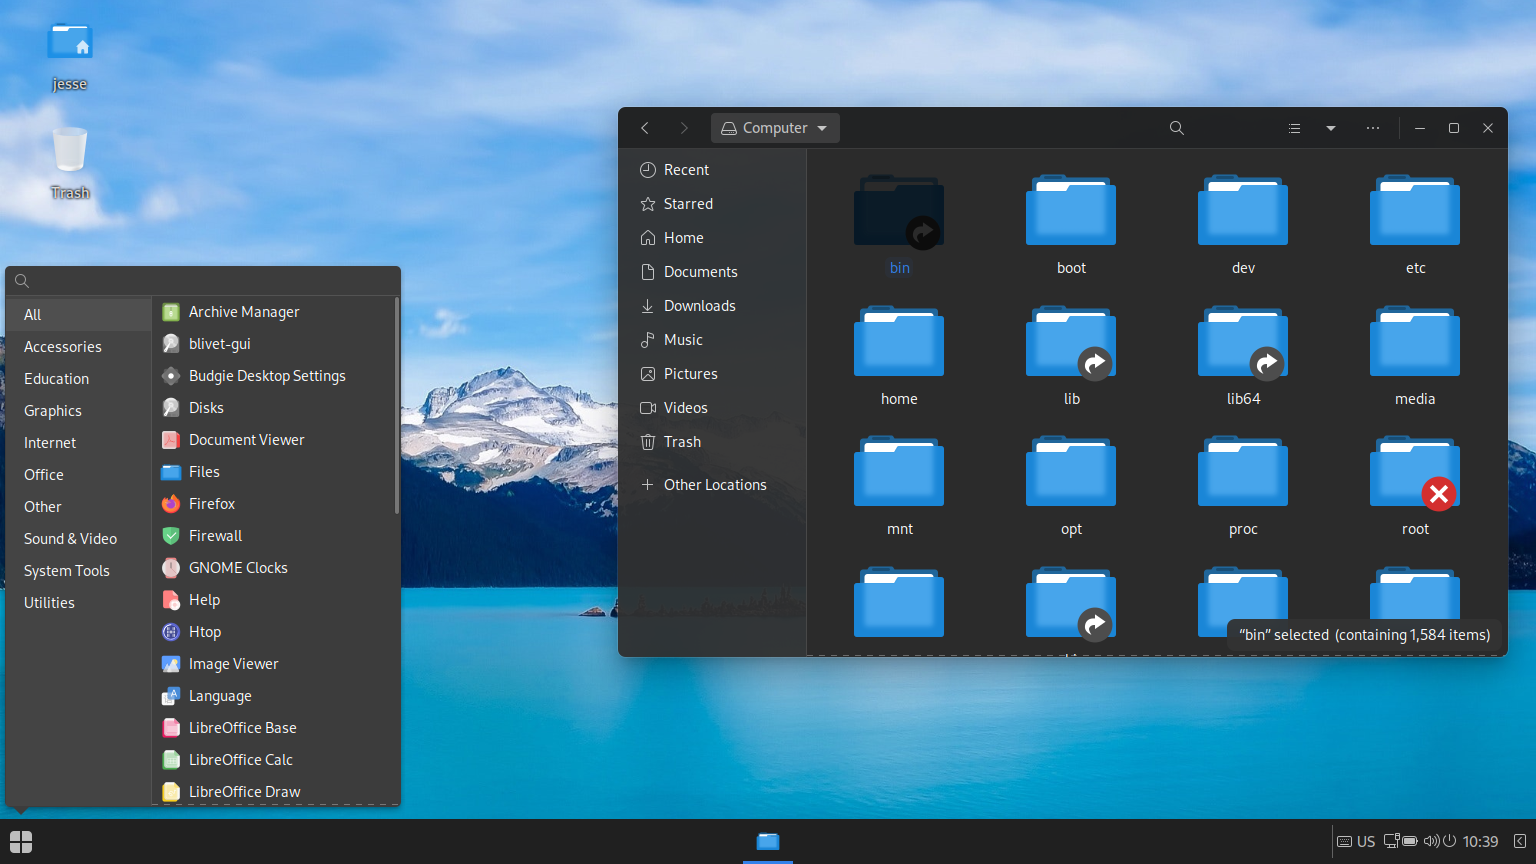 jesse
Trash
All
Accessories
Education
Graphics
Internet
Office
Other
Sound & Video
System Tools
Utilities
Archive Manager
blivet-gui
Budgie Desktop Settings
Disks
Document Viewer
Files
Firefox
Firewall
GNOME Clocks
Help
Htop
Image Viewer
Language
LibreOffice Base
LibreOffice Calc
LibreOffice Draw
Computer
Recent
Starred
Home
Documents
Downloads
Music
Pictures
Videos
Trash
Other Locations
bin boot dev etc
home lib lib64 media
mnt opt proc root
“bin” selected (containing 1,584 items)
US 10:39